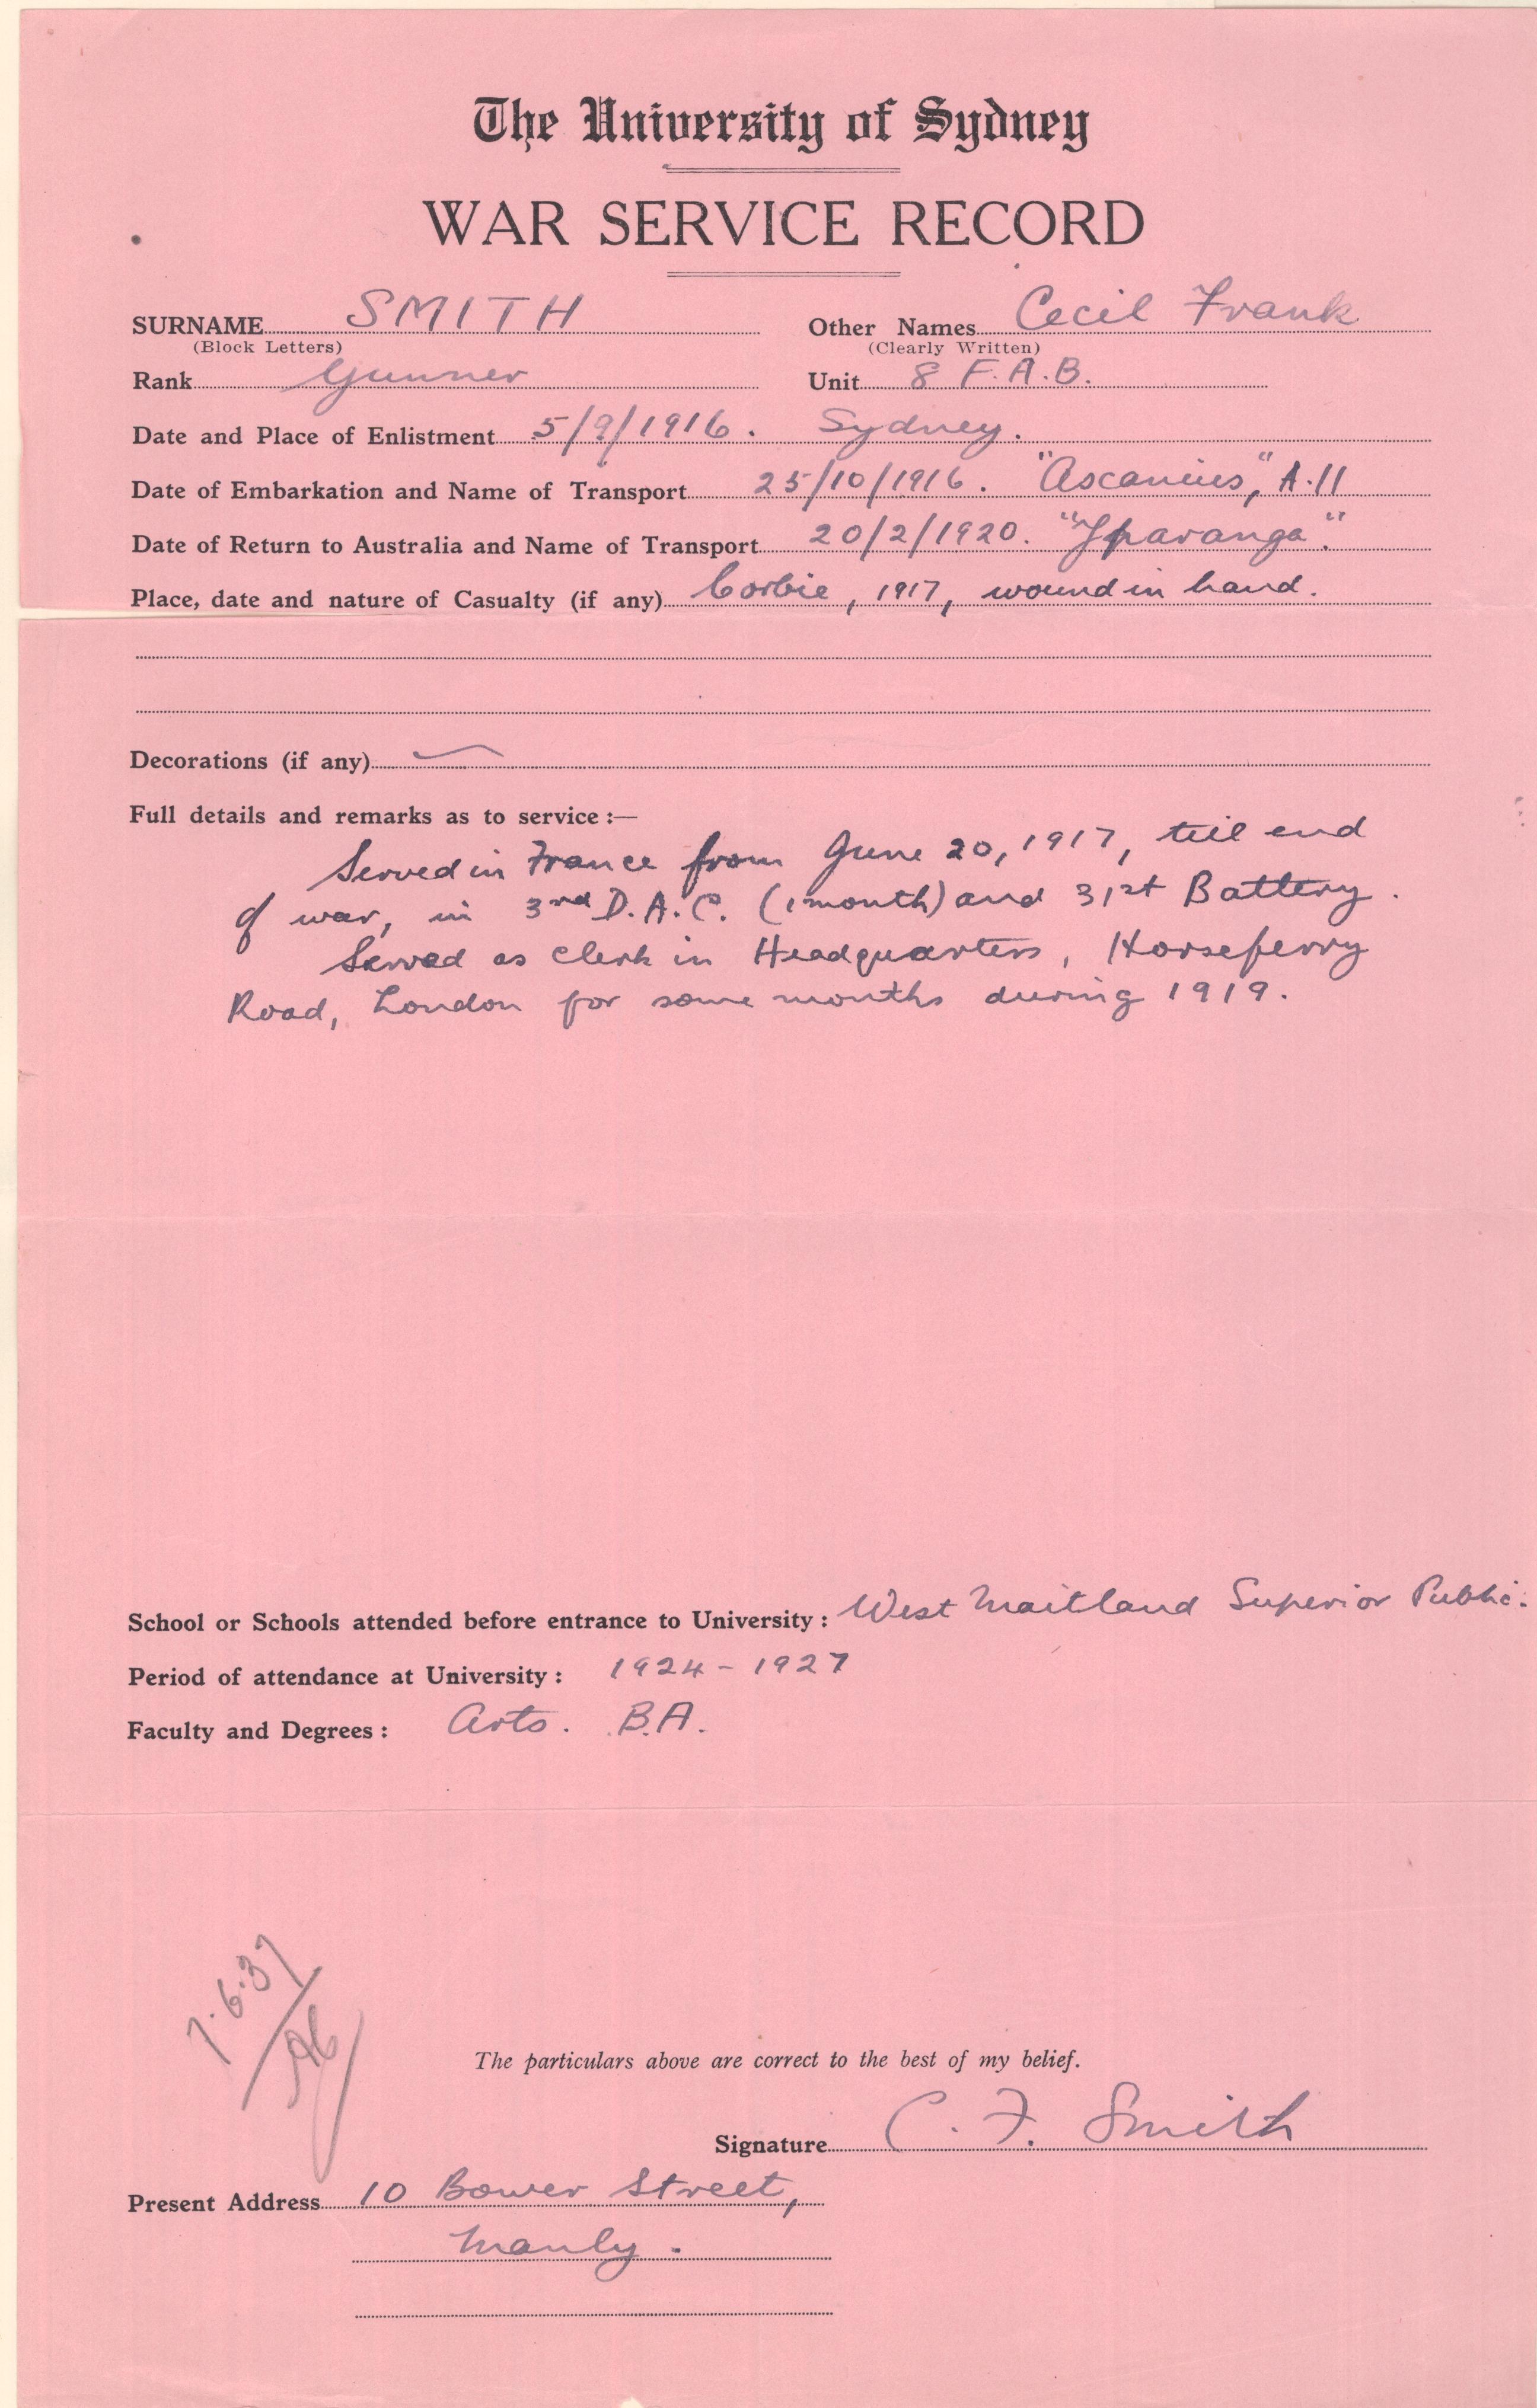 The University of Sydney
WAR SERVICE RECORD
SURNAME SMITH Other Names Cecil Frank
(Block Letters) (Clearly Written)
Rank Gunner Unit 8 F.A.B.
Date and Place of Enlistment 5/9/1916. Sydney.
Date of Embarkation and Name of Transport 25/10/1916. "Ascanius", A.11
Date of Return to Australia and Name of Transport 20/2/1920. "Yparanga".
Place, date and nature of Casualty (if any) Corbie, 1917, wound in hand.
Decorations (if any) —
Full details and remarks as to service :—
Served in France from June 20, 1917, till end
of war, in 3rd D.A.C. (1 month) and 31st Battery.
Served as clerk in Headquarters, Horseferry
Road, London for some months during 1919.
School or Schools attended before entrance to University : West Maitland Superior Public.
Period of attendance at University : 1924 - 1927
Faculty and Degrees : Arts. B.A.
7.6.37
The particulars above are correct to the best of my belief.
Signature C. F. Smith
Present Address 10 Bower Street,
Manly.